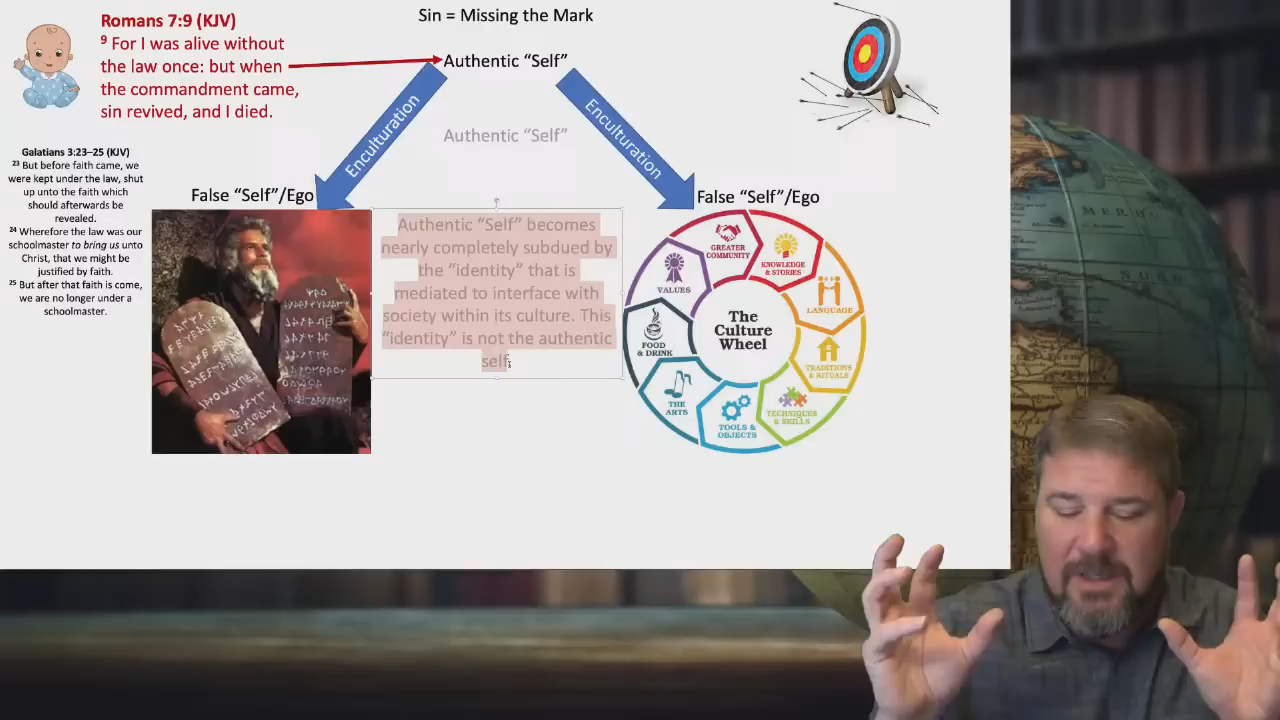 Romans 7:9 (KJV)
9 For I was alive without
the law once: but when
the commandment came,
sin revived, and I died.
Sin = Missing the Mark
Authentic “Self”
Enculturation
Enculturation
Authentic “Self”
Galatians 3:23–25 (KJV)
23 But before faith came, we
were kept under the law, shut
up unto the faith which
should afterwards be
revealed.
24 Wherefore the law was our
schoolmaster to bring us unto
Christ, that we might be
justified by faith.
25 But after that faith is come,
we are no longer under a
schoolmaster.
False “Self”/Ego
Authentic “Self” becomes
nearly completely subdued by
the “identity” that is
mediated to interface with
society within its culture. This
“identity” is not the authentic
self
False “Self”/Ego
GREATER
COMMUNITY
KNOWLEDGE
& STORIES
LANGUAGE
TRADITIONS
& RITUALS
TECHNIQUES
& SKILLS
TOOLS &
OBJECTS
THE
ARTS
FOOD
& DRINK
VALUES
The
Culture
Wheel